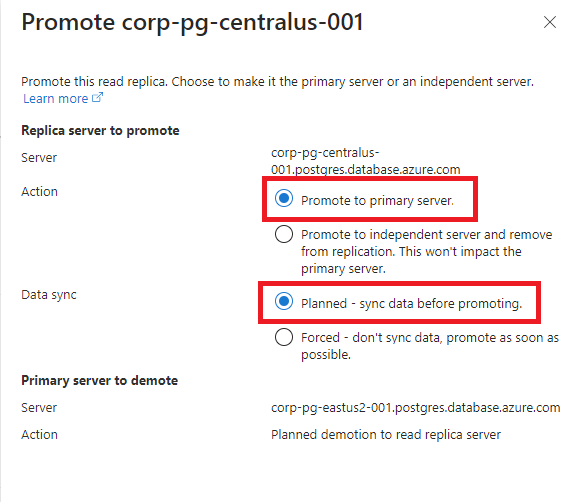 Promote corp-pg-centralus-001
Promote this read replica. Choose to make it the primary server or an independent server.
Learn more
Replica server to promote
Server
corp-pg-centralus-
001.postgres.database.azure.com
Action
Promote to primary server.
Promote to independent server and remove
from replication. This won't impact the
primary server.
Data sync
Planned - sync data before promoting.
Forced - don't sync data, promote as soon as
possible.
Primary server to demote
Server
corp-pg-eastus2-001.postgres.database.azure.com
Action
Planned demotion to read replica server